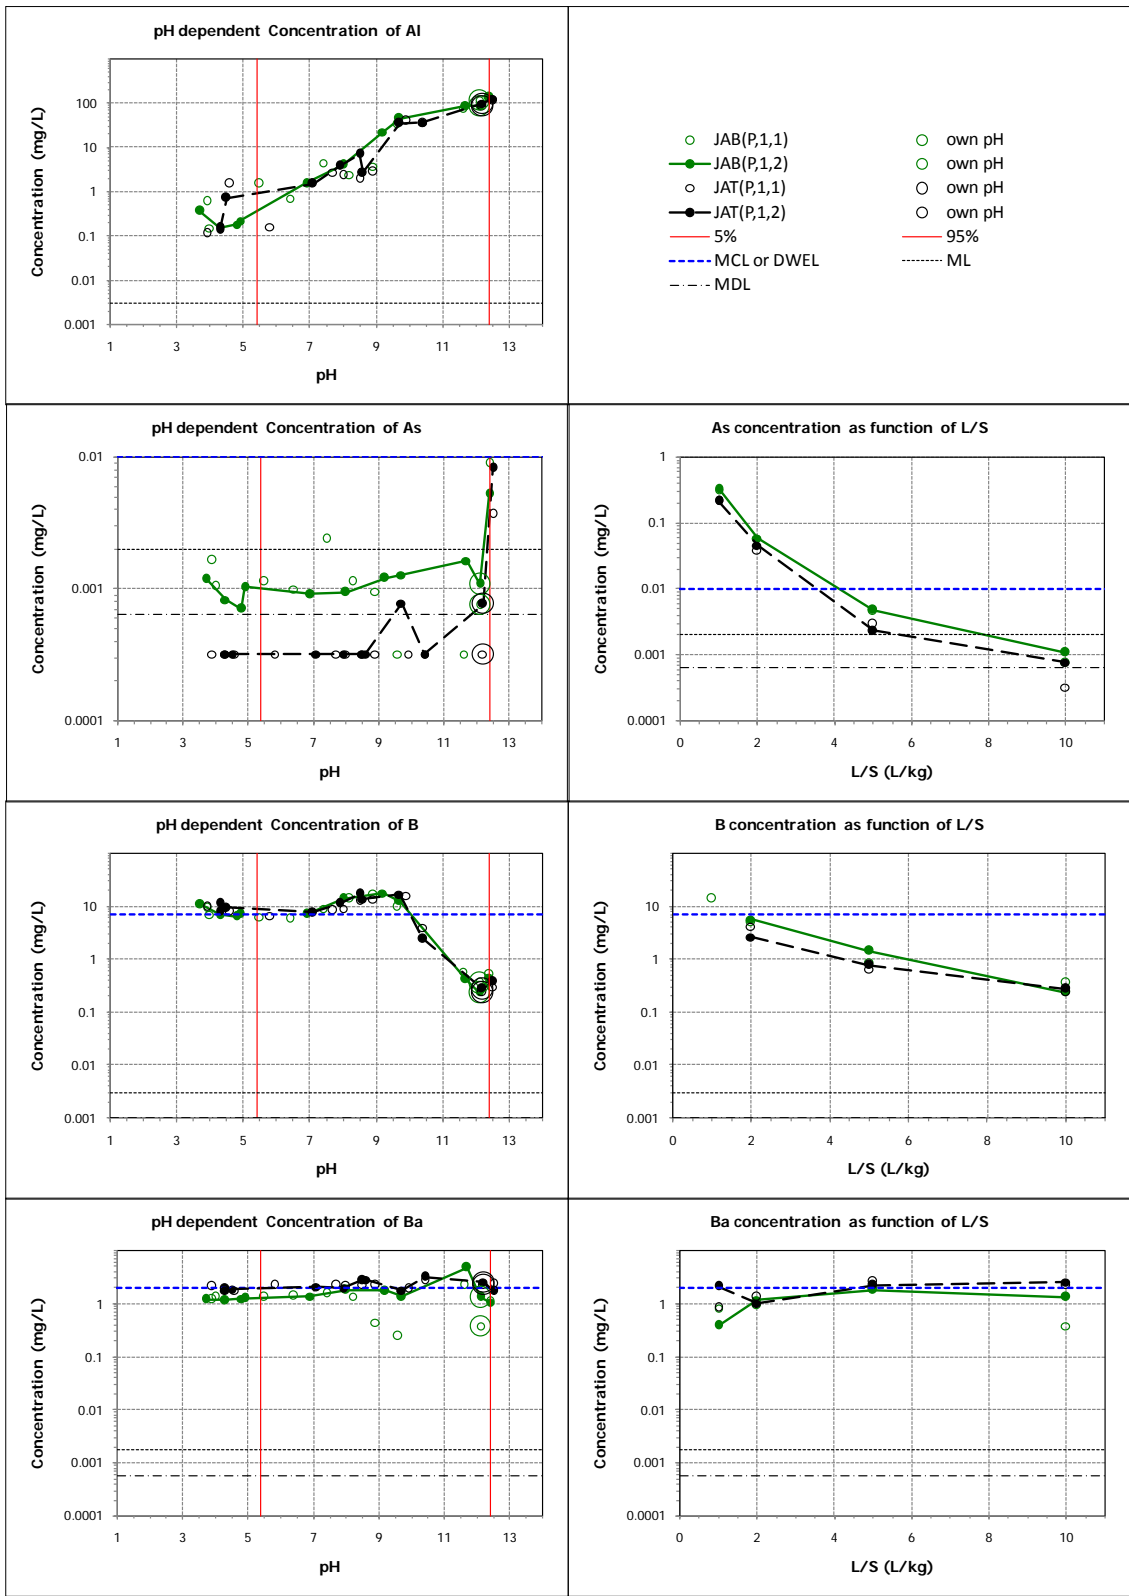 pH dependent Concentration of Al
Concentration (mg/L)
100
10
1
0.1
0.01
0.001
1 3 5 7 9 11 13
pH
JAB(P,1,1) own pH
JAB(P,1,2) own pH
JAT(P,1,1) own pH
JAT(P,1,2) own pH
5% 95%
MCL or DWEL ML
MDL
pH dependent Concentration of As
Concentration (mg/L)
0.01
0.001
0.0001
1 3 5 7 9 11 13
pH
As concentration as function of L/S
Concentration (mg/L)
1
0.1
0.01
0.001
0.0001
0 2 4 6 8 10
L/S (L/kg)
pH dependent Concentration of B
Concentration (mg/L)
10
1
0.1
0.01
0.001
1 3 5 7 9 11 13
pH
B concentration as function of L/S
Concentration (mg/L)
10
1
0.1
0.01
0.001
0 2 4 6 8 10
L/S (L/kg)
pH dependent Concentration of Ba
Concentration (mg/L)
1
0.1
0.01
0.001
0.0001
1 3 5 7 9 11 13
pH
Ba concentration as function of L/S
Concentration (mg/L)
1
0.1
0.01
0.001
0.0001
0 2 4 6 8 10
L/S (L/kg)